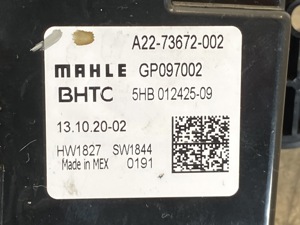 A22-73672-002
MAHLE GP097002
BHTC 5HB 012425-09
13.10.20-02
HW1827 SW1844
Made in MEX 0191